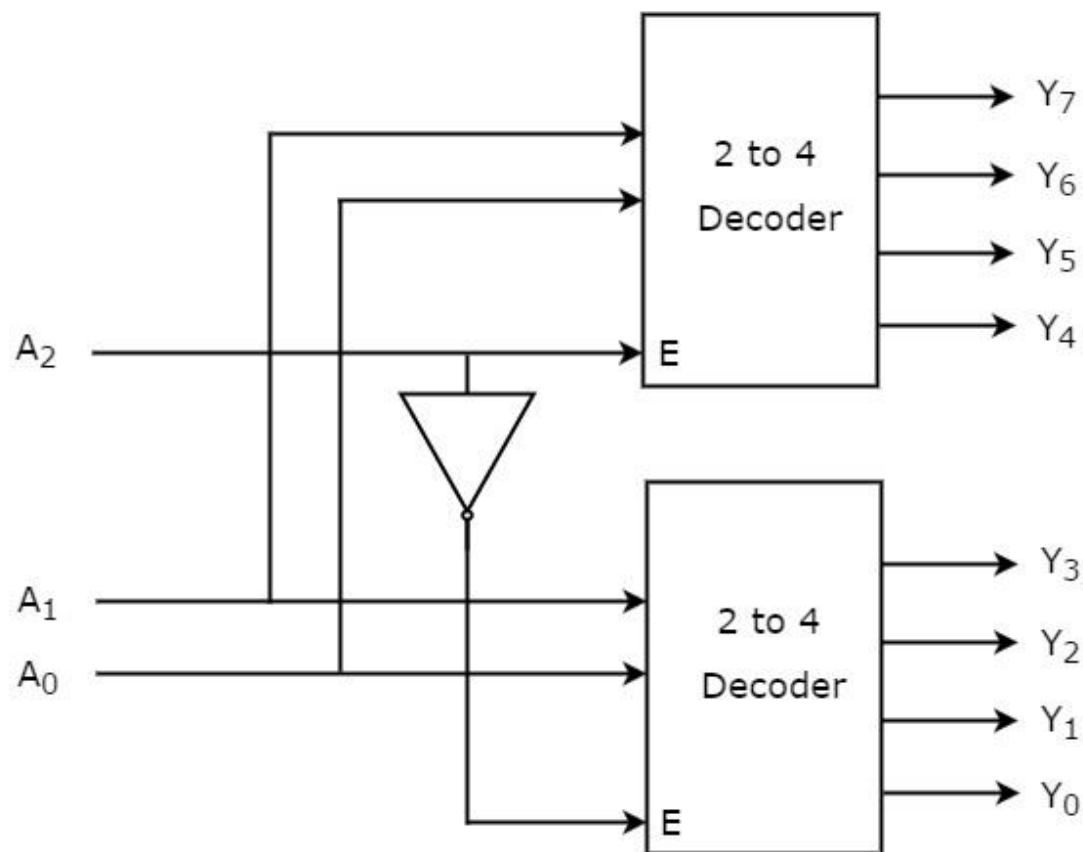 Y₇
2 to 4
Y₆
Decoder
Y₅
Y₄
A₂
E
Y₃
A₁
2 to 4
Y₂
A₀
Decoder
Y₁
Y₀
E